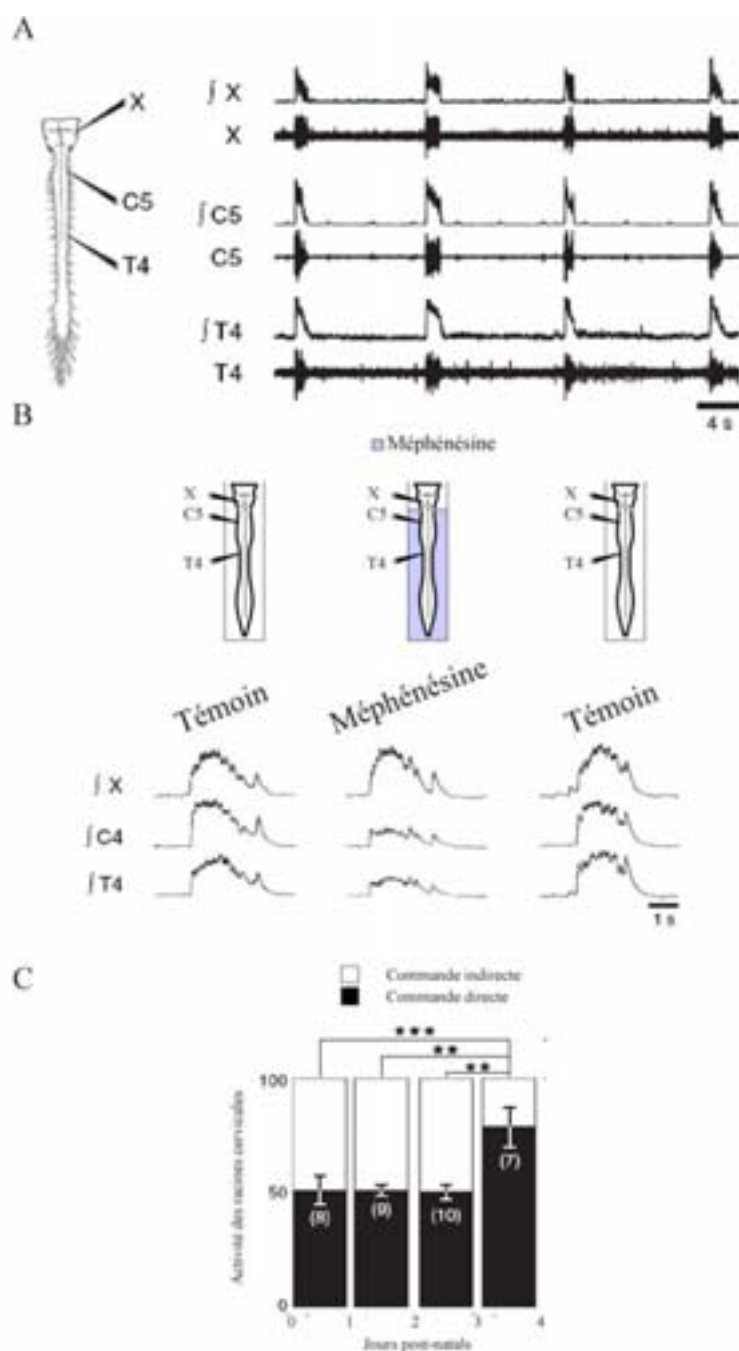 A
X
C5
T4
∫ X
X
∫ C5
C5
∫ T4
T4
4 s
B
Méphénésine
X
C5
T4
X
C5
T4
X
C5
T4
Témoin
Méphénésine
Témoin
∫ X
∫ C4
∫ T4
1 s
C
Commande indirecte
Commande directe
***
**
**
100
50
0
Activité des racines cervicales
(8)
(9)
(10)
(7)
0 1 2 3 4
Jours post-natals